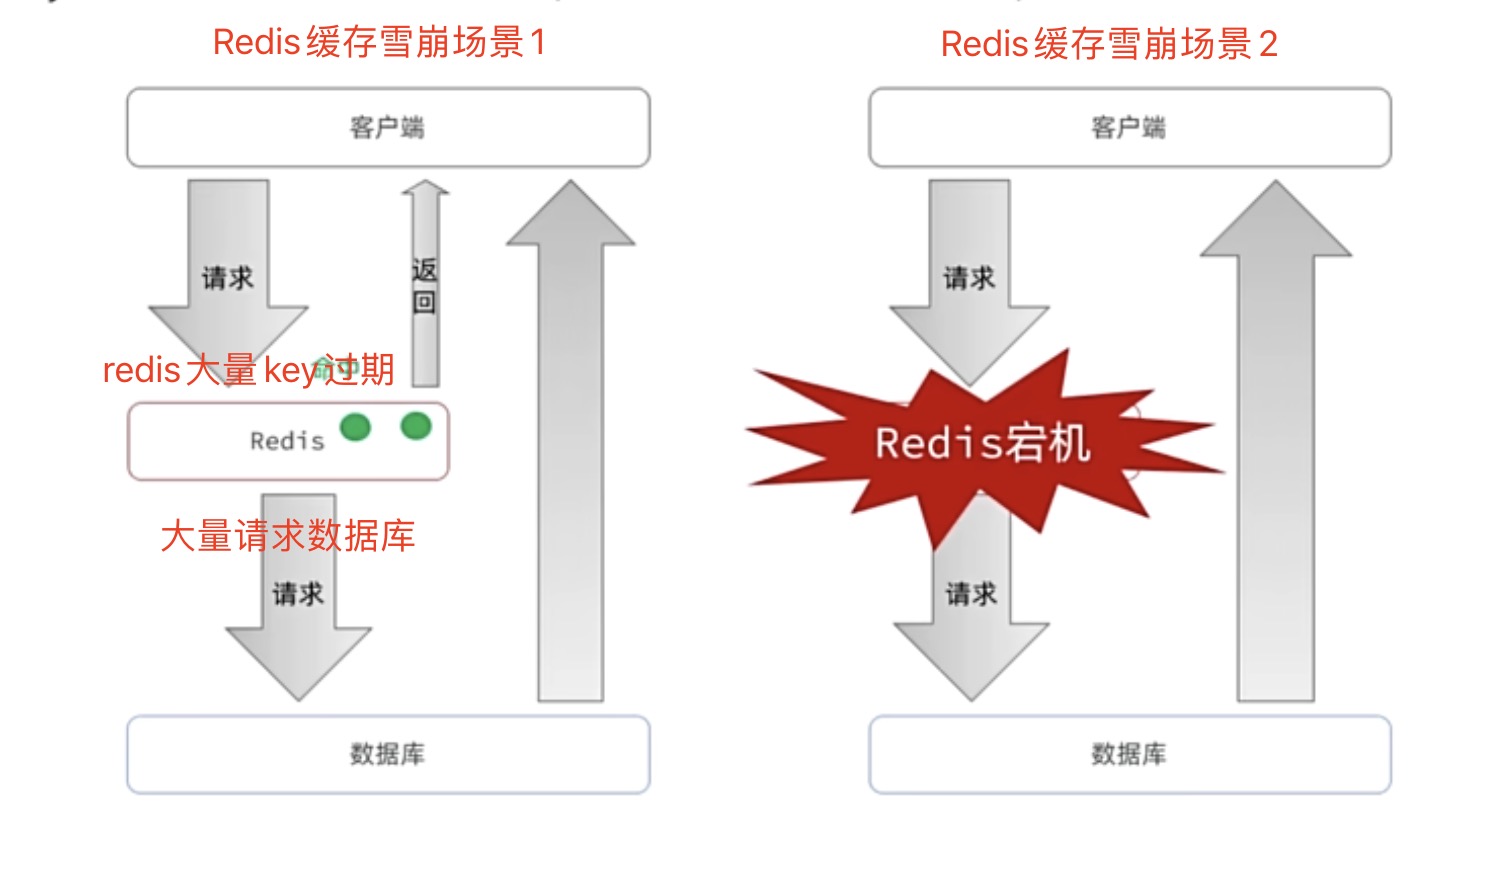 Redis缓存雪崩场景1
客户端
请求
返
回
redis大量key过期
命中
Redis
大量请求数据库
请求
数据库
Redis缓存雪崩场景2
客户端
请求
Redis宕机
请求
数据库